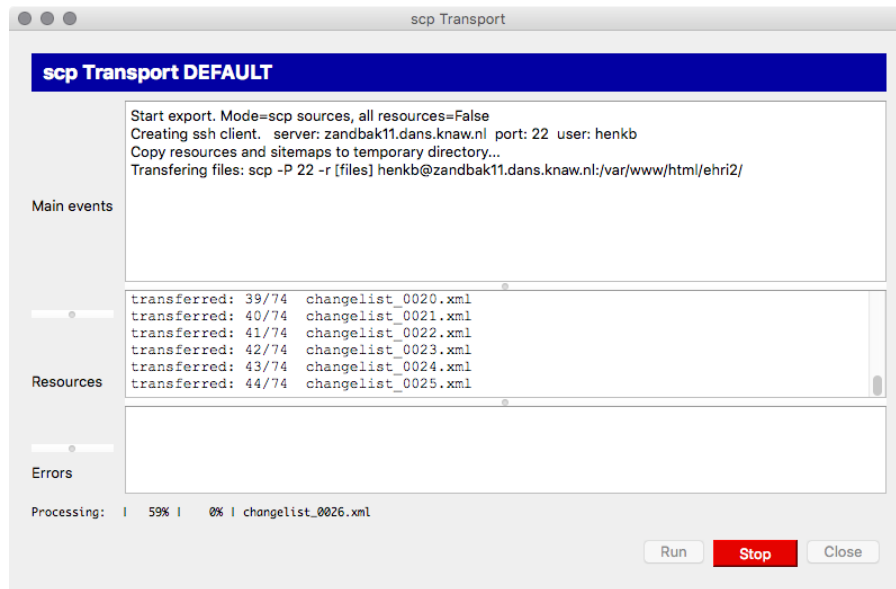 scp Transport
scp Transport DEFAULT
Main events
Start export. Mode=scp sources, all resources=False
Creating ssh client.   server: zandbak11.dans.knaw.nl  port: 22  user: henkb
Copy resources and sitemaps to temporary directory...
Transfering files: scp -P 22 -r [files] henkb@zandbak11.dans.knaw.nl:/var/www/html/ehri2/
Resources
transferred: 39/74  changelist_0020.xml
transferred: 40/74  changelist_0021.xml
transferred: 41/74  changelist_0022.xml
transferred: 42/74  changelist_0023.xml
transferred: 43/74  changelist_0024.xml
transferred: 44/74  changelist_0025.xml
Errors
Processing:  |   59% |    0% | changelist_0026.xml
Run Stop Close